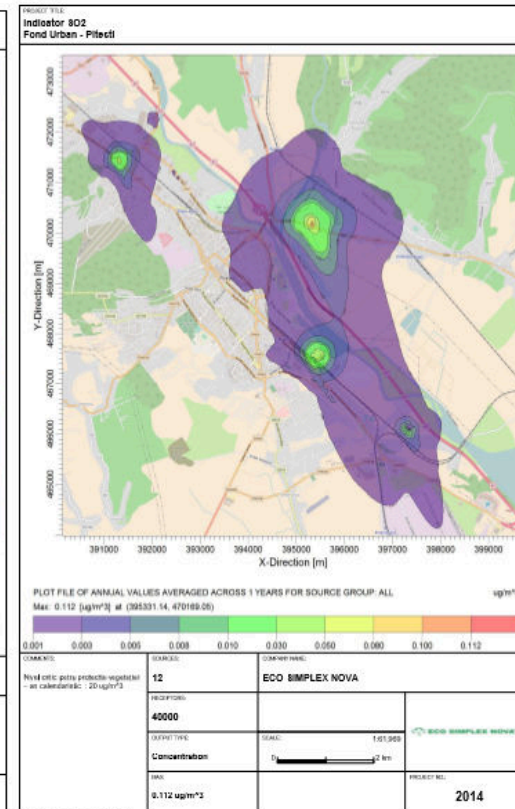 PROJECT TITLE:
Indicator SO2
Fond Urban - Pitesti
Y-Direction [m]
473000
472000
471000
470000
469000
468000
467000
466000
465000
391000 392000 393000 394000 395000 396000 397000 398000 399000
X-Direction [m]
PLOT FILE OF ANNUAL VALUES AVERAGED ACROSS 1 YEARS FOR SOURCE GROUP: ALL
ug/m^
Max: 0.112 [ug/m^3] at (395331.14, 470169.05)
0.001 0.003 0.005 0.008 0.010 0.030 0.050 0.080 0.100 0.112
COMMENTS:
Nivel critic pentru protectia vegetatiei
- an calendaristic : 20 ug/m^3
SOURCES:
12
COMPANY NAME:
ECO SIMPLEX NOVA
RECEPTORS:
40000
OUTPUT TYPE:
Concentration
SCALE:
0 2 km
MAX:
0.112 ug/m^3
ECO SIMPLEX NOVA
PROJECT NO.:
2014